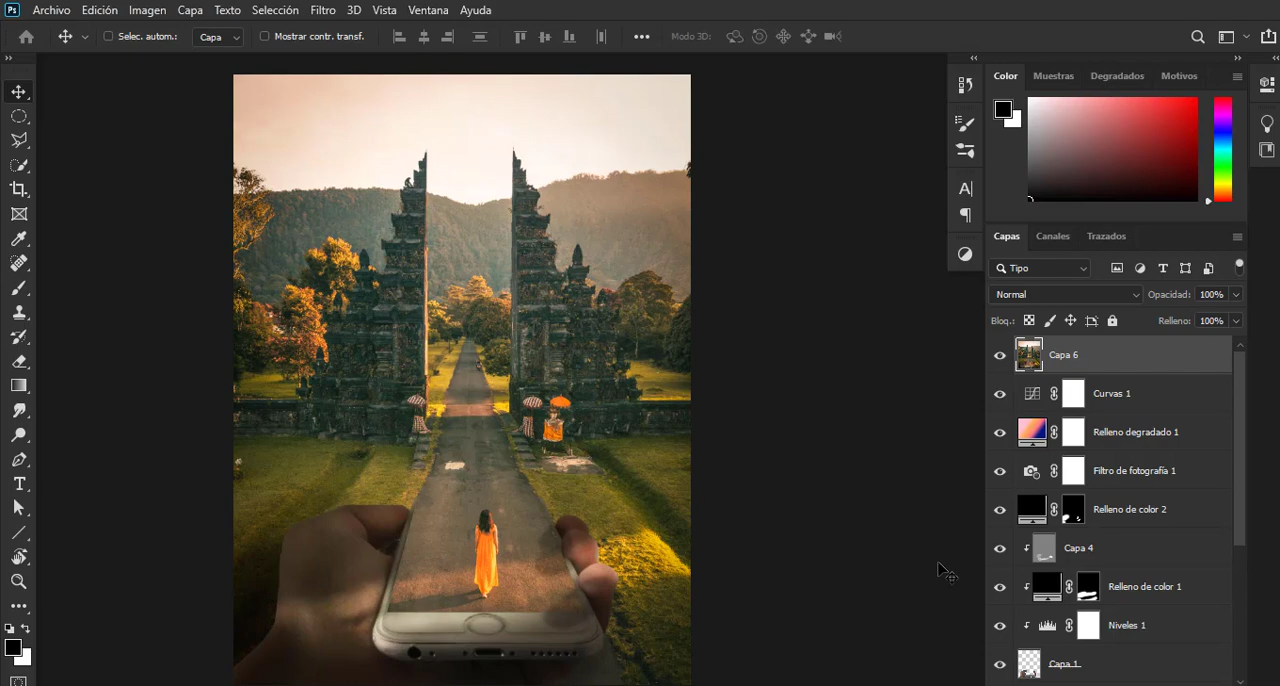 Ps Archivo Edición Imagen Capa Texto Selección Filtro 3D Vista Ventana Ayuda
Selec. autom.: Capa Mostrar contr. transf. Modo 3D:
Color Muestras Degradados Motivos
Capas Canales Trazados
Tipo
Normal Opacidad: 100%
Bloq.: Relleno: 100%
Capa 6
Curvas 1
Relleno degradado 1
Filtro de fotografía 1
Relleno de color 2
Capa 4
Relleno de color 1
Niveles 1
Capa 1